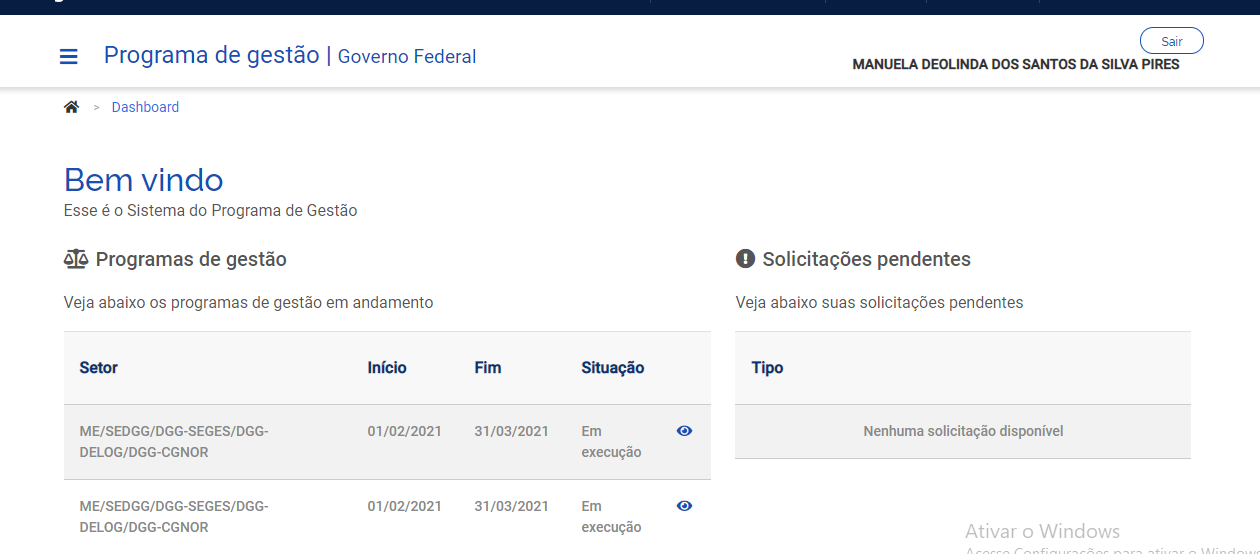 Programa de gestão | Governo Federal
Sair
MANUELA DEOLINDA DOS SANTOS DA SILVA PIRES
> Dashboard
Bem vindo
Esse é o Sistema do Programa de Gestão
Programas de gestão
Veja abaixo os programas de gestão em andamento
Setor Início Fim Situação
ME/SEDGG/DGG-SEGES/DGG- 01/02/2021 31/03/2021 Em
DELOG/DGG-CGNOR execução
ME/SEDGG/DGG-SEGES/DGG- 01/02/2021 31/03/2021 Em
DELOG/DGG-CGNOR execução
Solicitações pendentes
Veja abaixo suas solicitações pendentes
Tipo
Nenhuma solicitação disponível
Ativar o Windows
Acesse Configurações para ativar o Windows